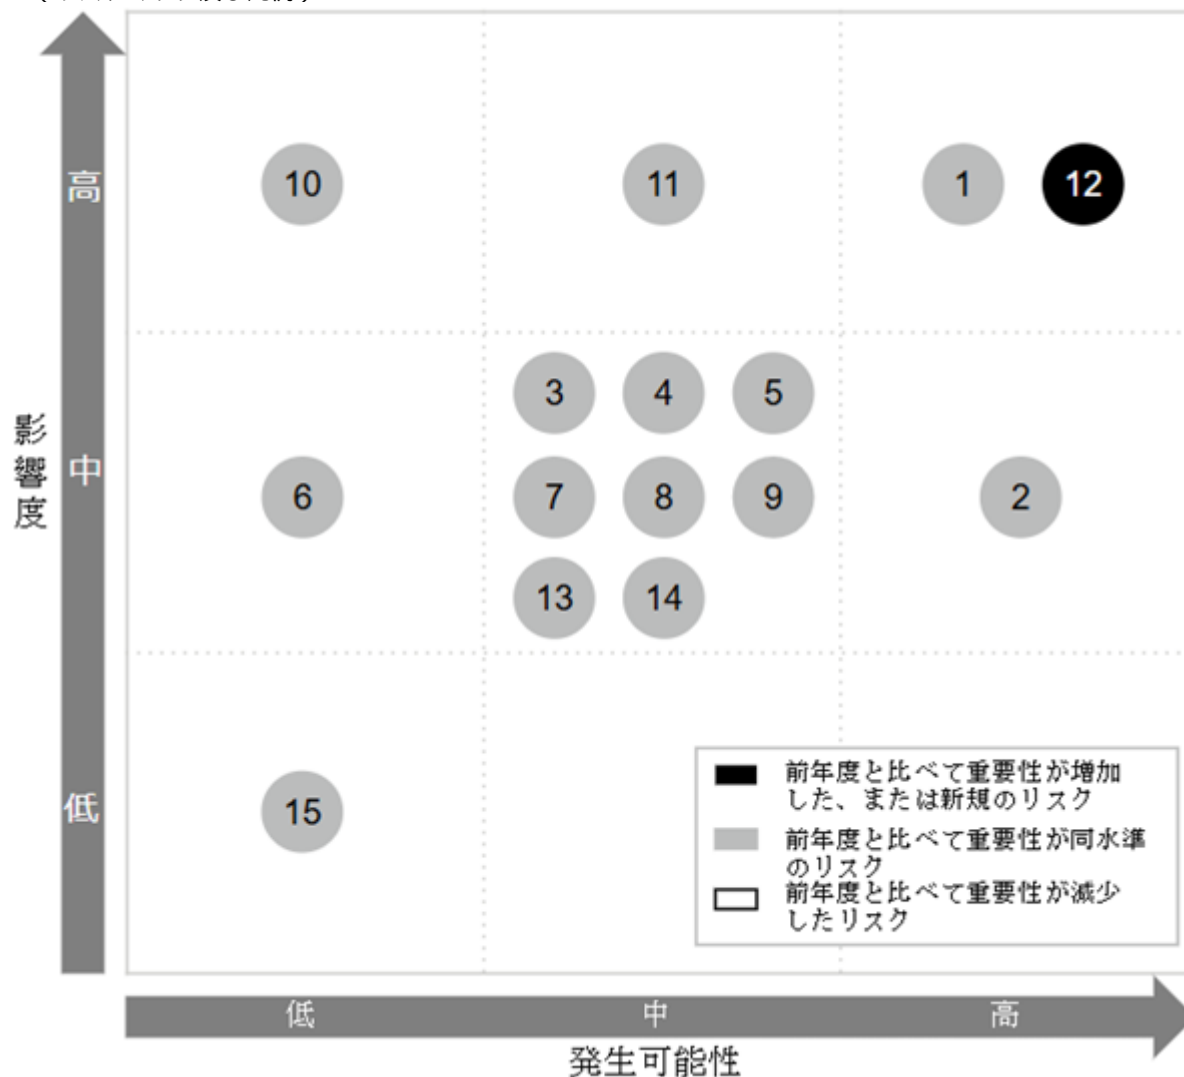 高
10
11
1
12
影響度
中
3
4
5
6
7
8
9
2
13
14
低
15
前年度と比べて重要性が増加
した、または新規のリスク
前年度と比べて重要性が同水準
のリスク
前年度と比べて重要性が減少
したリスク
低
中
高
発生可能性